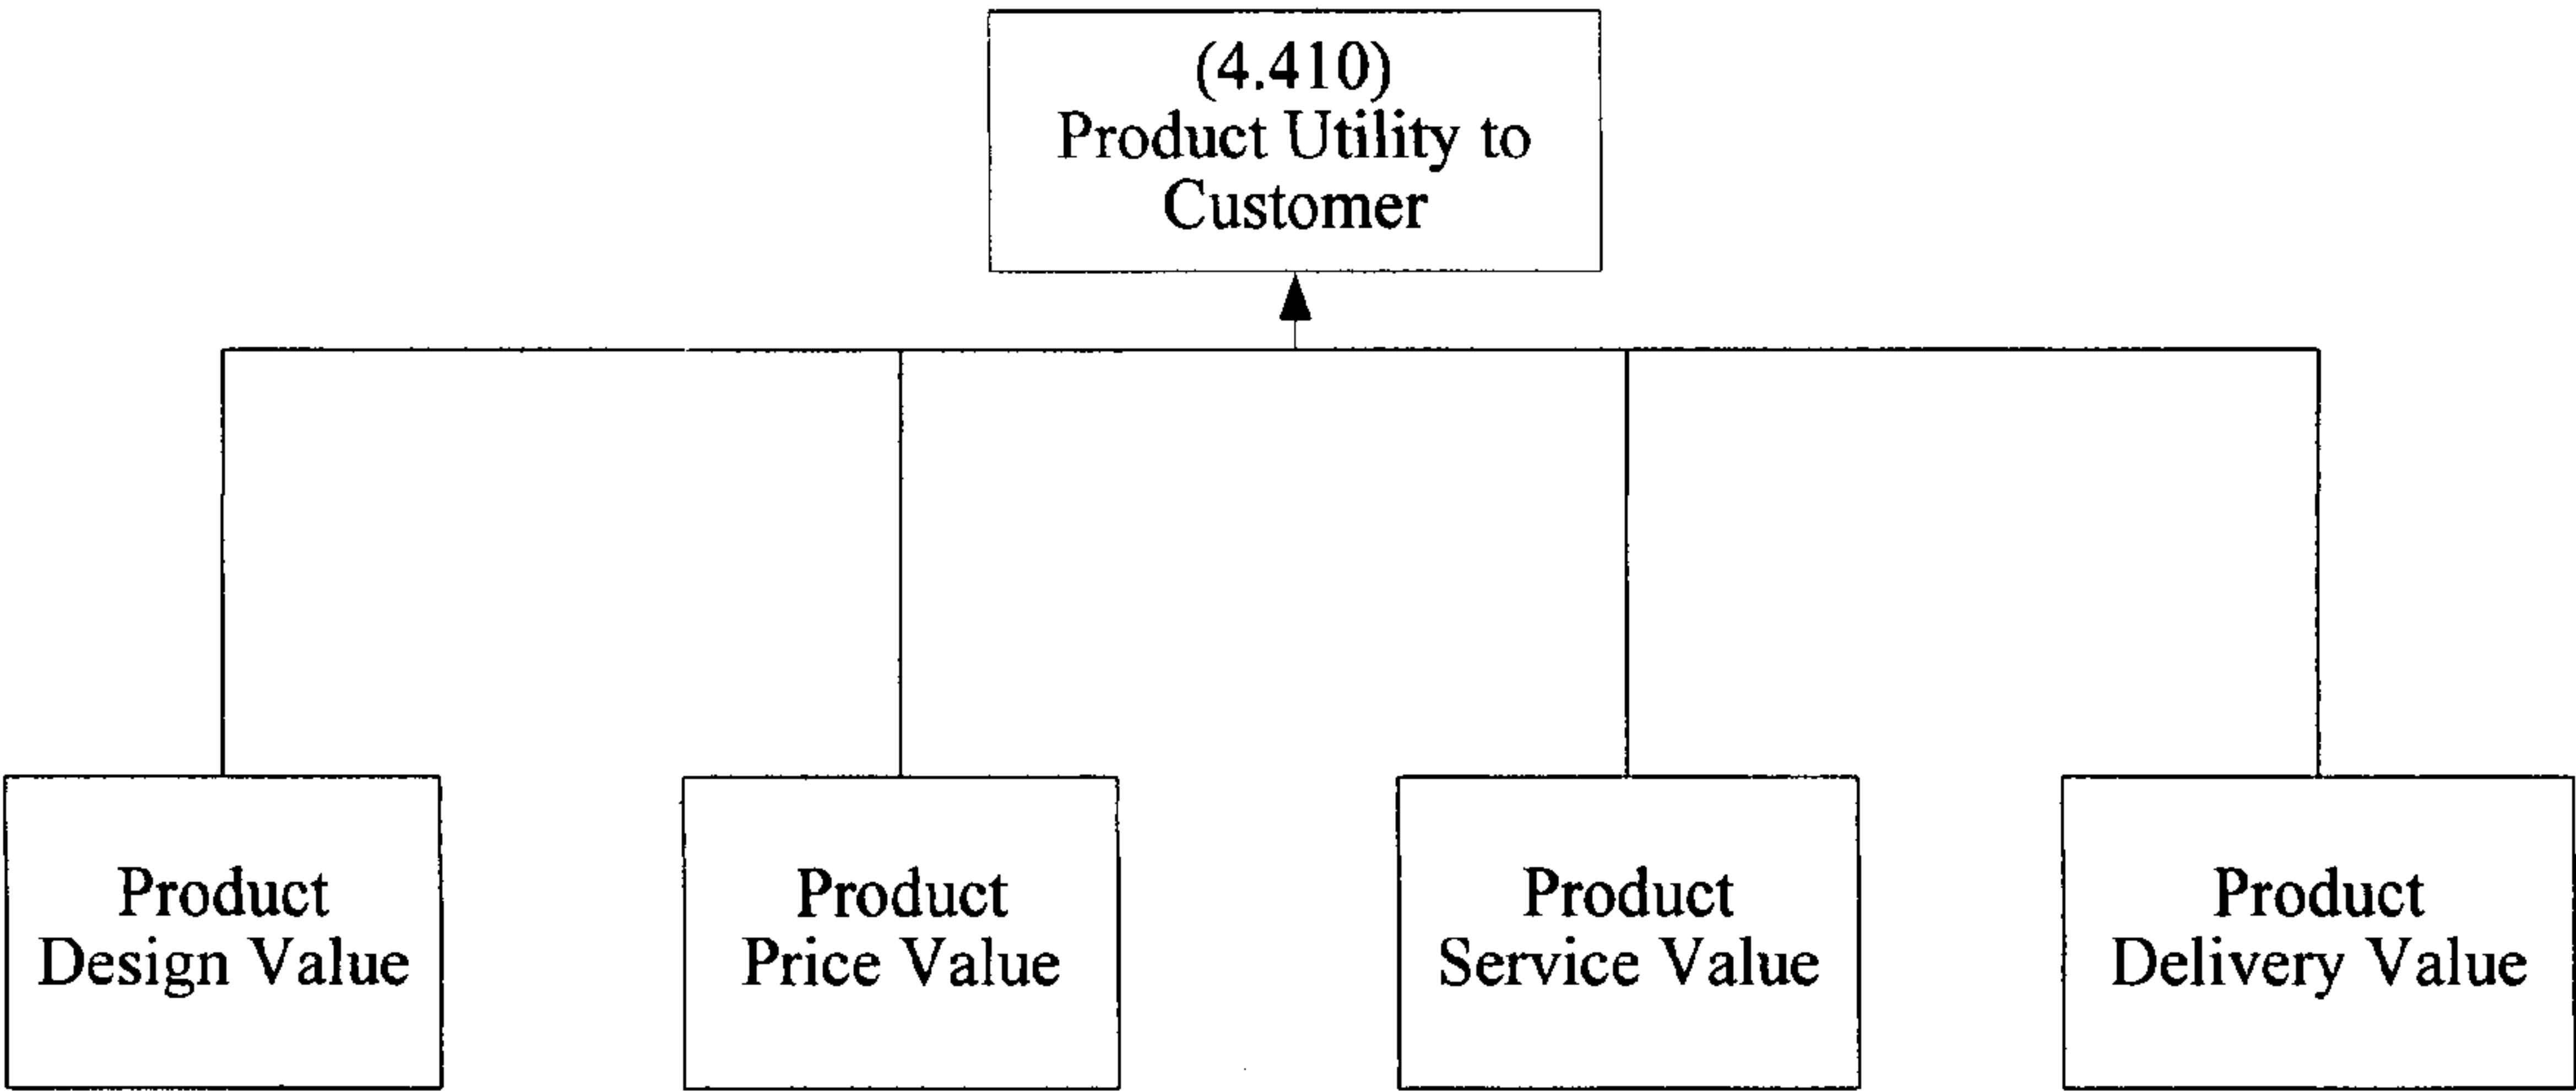 (4.410)
Product Utility to
Customer
Product
Design Value
Product
Price Value
Product
Service Value
Product
Delivery Value